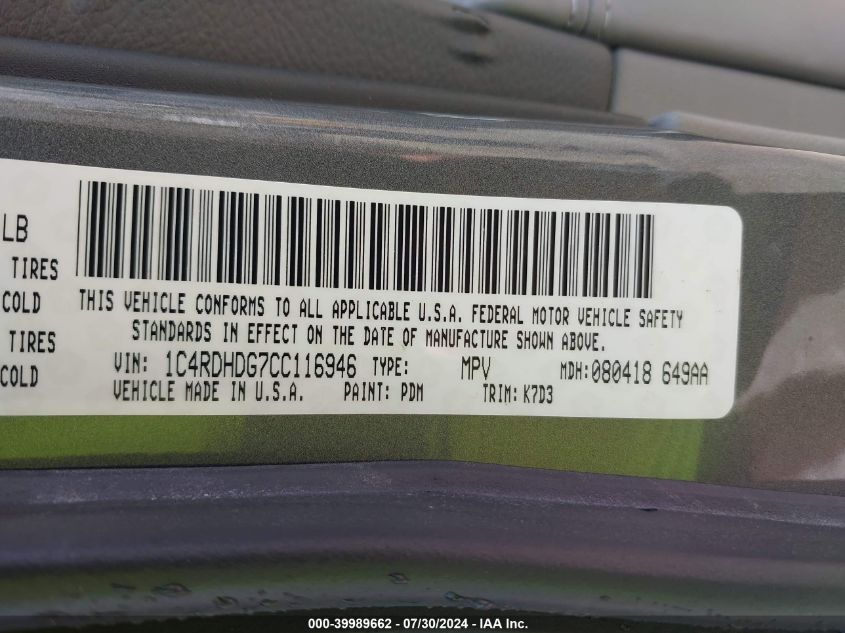 LB
TIRES
COLD
TIRES
COLD
THIS VEHICLE CONFORMS TO ALL APPLICABLE U.S.A. FEDERAL MOTOR VEHICLE SAFETY
STANDARDS IN EFFECT ON THE DATE OF MANUFACTURE SHOWN ABOVE.
VIN: 1C4RDHDG7CC116946 TYPE: MPV MDH:080418 649AA
VEHICLE MADE IN U.S.A. PAINT: PDM TRIM: K7D3
000-39989662 - 07/30/2024 - IAA Inc.